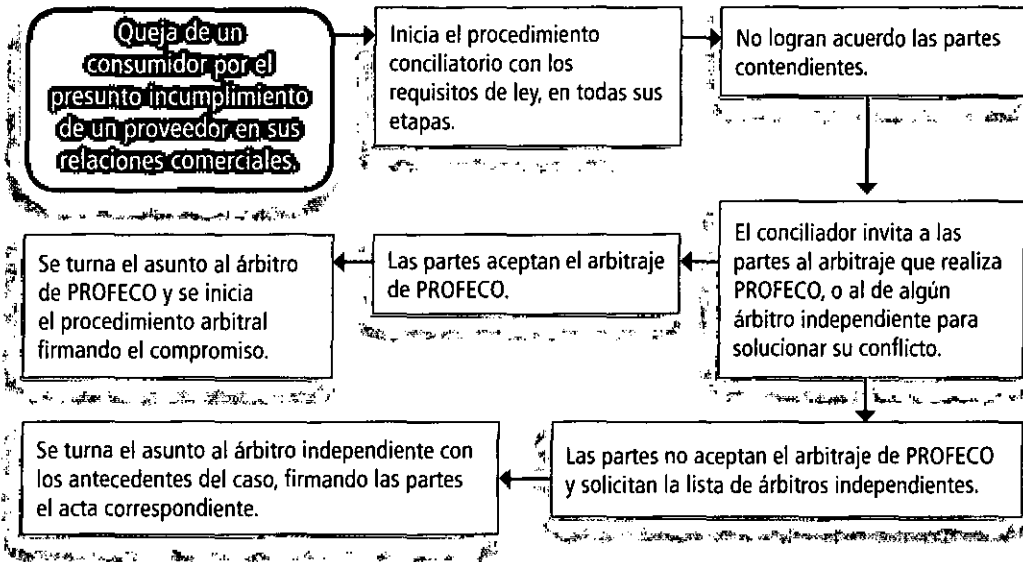 Queja de un
consumidor por el
presunto incumplimiento
de un proveedor en sus
relaciones comerciales.
Inicia el procedimiento
conciliatorio con los
requisitos de ley, en todas sus
etapas.
No logran acuerdo las partes
contendientes.
El conciliador invita a las
partes al arbitraje que realiza
PROFECO, o al de algún
árbitro independiente para
solucionar su conflicto.
Las partes aceptan el arbitraje
de PROFECO.
Se turna el asunto al árbitro
de PROFECO y se inicia
el procedimiento arbitral
firmando el compromiso.
Las partes no aceptan el arbitraje de PROFECO
y solicitan la lista de árbitros independientes.
Se turna el asunto al árbitro independiente con
los antecedentes del caso, firmando las partes
el acta correspondiente.